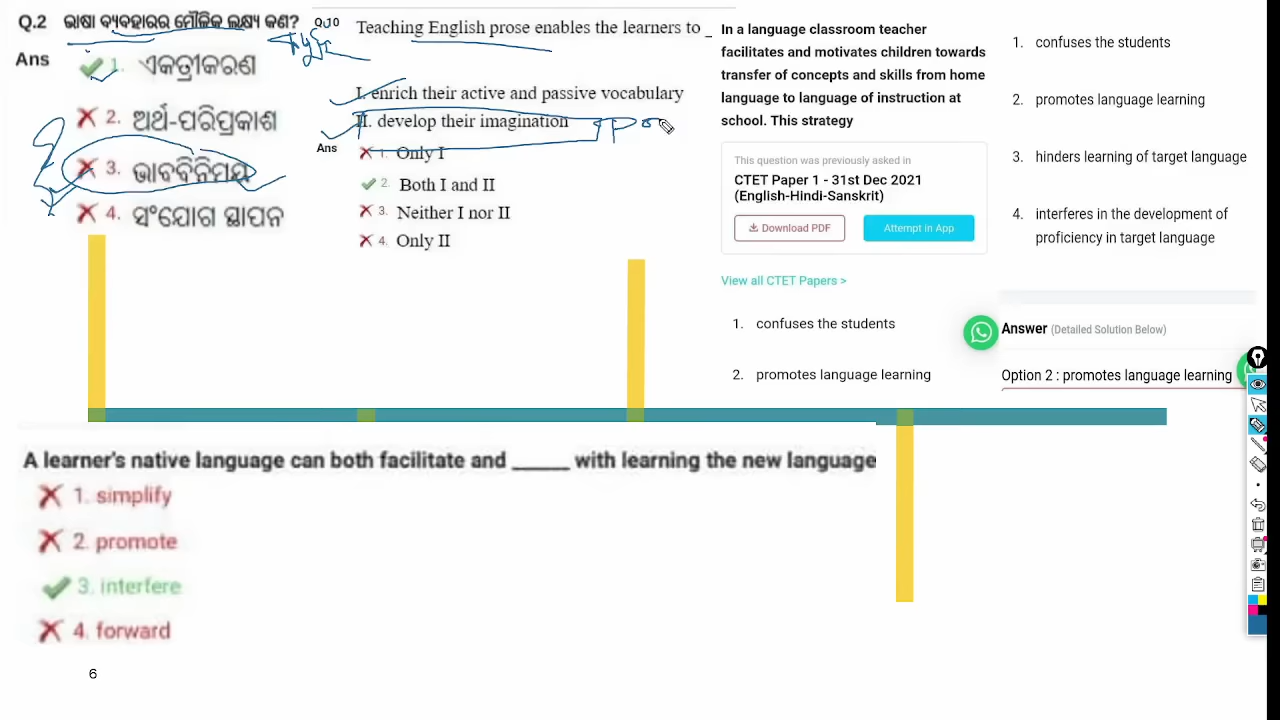 Q.2 ଭାଷା ବ୍ୟବହାରର ମୌଳିକ ଲକ୍ଷ୍ୟ କଣ?
Ans 1. ଏକତ୍ରୀକରଣ
2. ଅର୍ଥ-ପରିପ୍ରକାଶ
3. ଭାବବିନିମୟ
4. ସଂଯୋଗ ସ୍ଥାପନ
Q.10 Teaching English prose enables the learners to _
I. enrich their active and passive vocabulary
II. develop their imagination
Ans 1. Only I
2. Both I and II
3. Neither I nor II
4. Only II
In a language classroom teacher
facilitates and motivates children towards
transfer of concepts and skills from home
language to language of instruction at
school. This strategy
This question was previously asked in
CTET Paper 1 - 31st Dec 2021
(English-Hindi-Sanskrit)
Download PDF
Attempt in App
View all CTET Papers >
1. confuses the students
2. promotes language learning
1. confuses the students
2. promotes language learning
3. hinders learning of target language
4. interferes in the development of
proficiency in target language
Answer (Detailed Solution Below)
Option 2 : promotes language learning
A learner's native language can both facilitate and _____ with learning the new language
1. simplify
2. promote
3. interfere
4. forward
6